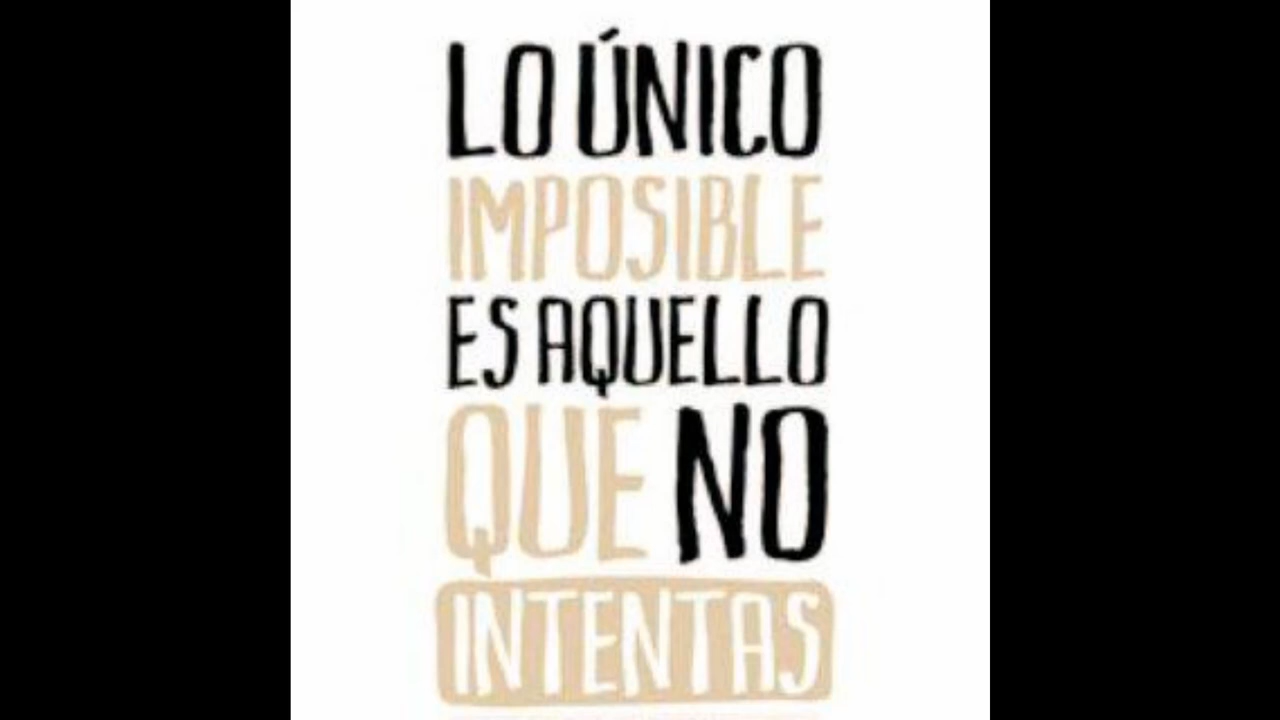 LO ÚNICO
IMPOSIBLE
ES AQUELLO
QUE NO
INTENTAS